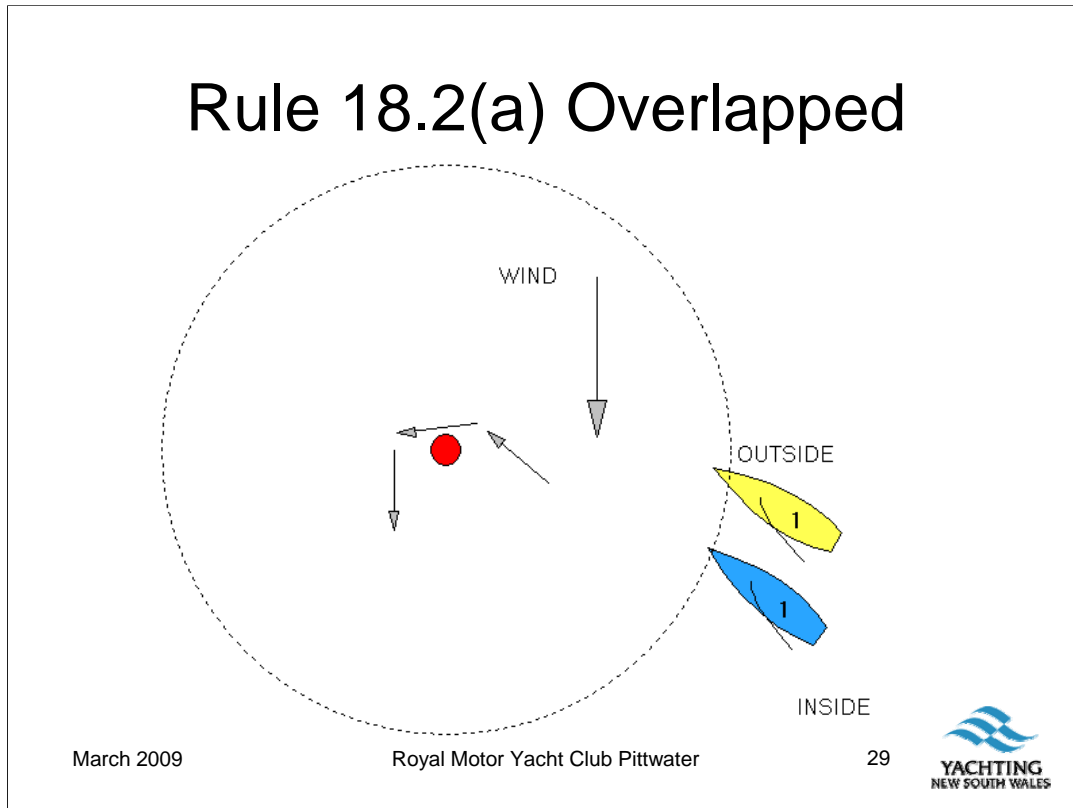 Rule 18.2(a) Overlapped
WIND
OUTSIDE
1
1
INSIDE
March 2009
Royal Motor Yacht Club Pittwater
29
YACHTING
NEW SOUTH WALES